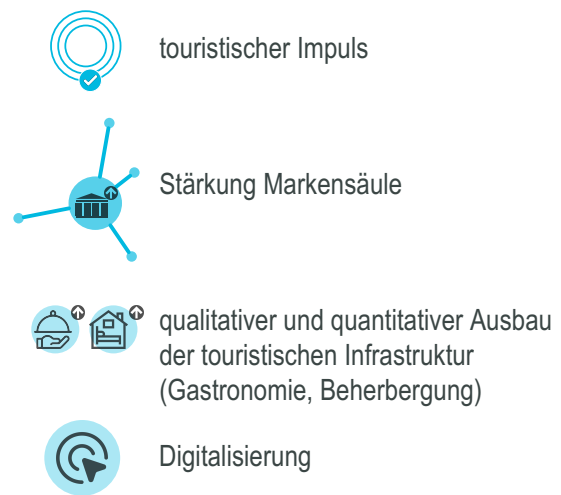 touristischer Impuls
Stärkung Markensäule
qualitativer und quantitativer Ausbau
der touristischen Infrastruktur
(Gastronomie, Beherbergung)
Digitalisierung